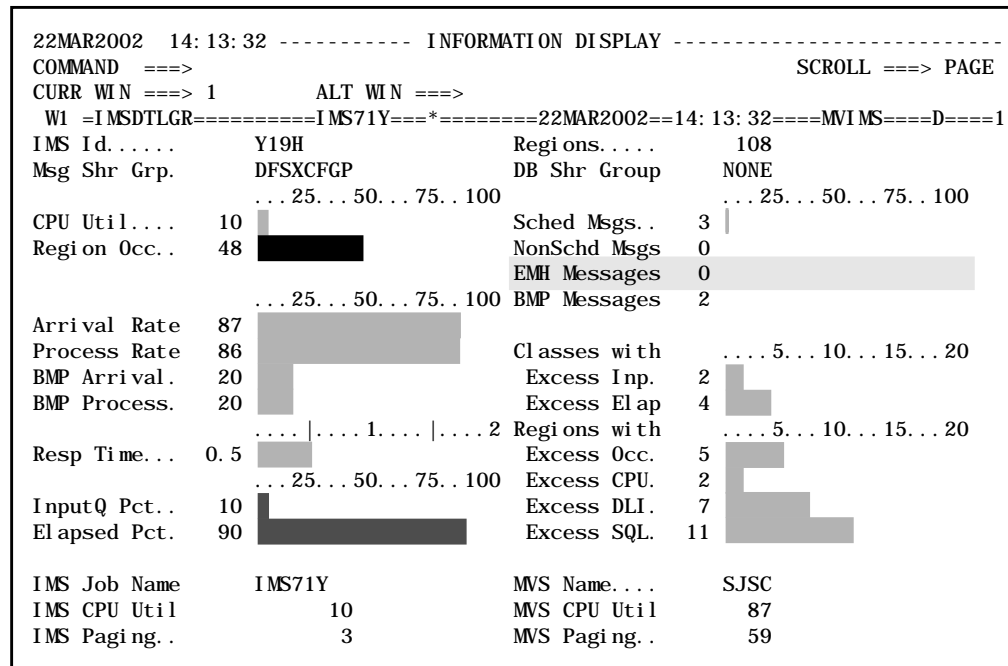 22MAR2002  14:13:32 ----------- INFORMATION DISPLAY ---------------------------
COMMAND  ===>                                                 SCROLL ===> PAGE
CURR WIN ===> 1         ALT WIN ===>
W1 =IMSDTLGR==========IMS71Y===*========22MAR2002==14:13:32====MVIMS====D====1
IMS Id......       Y19H               Regions.....       108
Msg Shr Grp.       DFSXCFGP           DB Shr Group      NONE
...25...50...75..100                   ...25...50...75..100
CPU Util....    10                    Sched Msgs..    3
Region Occ..    48                    NonSchd Msgs    0
EMH Messages    0
...25...50...75..100 BMP Messages    2
Arrival Rate    87
Process Rate    86                    Classes with      ....5...10...15...20
BMP Arrival.    20                     Excess Inp.    2
BMP Process.    20                     Excess Elap    4
....|....1....|....2 Regions with      ....5...10...15...20
Resp Time...   0.5                     Excess Occ.    5
...25...50...75..100  Excess CPU.    2
InputQ Pct..    10                     Excess DLI.    7
Elapsed Pct.    90                     Excess SQL.   11
IMS Job Name       IMS71Y             MVS Name....      SJSC
IMS CPU Util           10             MVS CPU Util        87
IMS Paging..            3             MVS Paging..        59